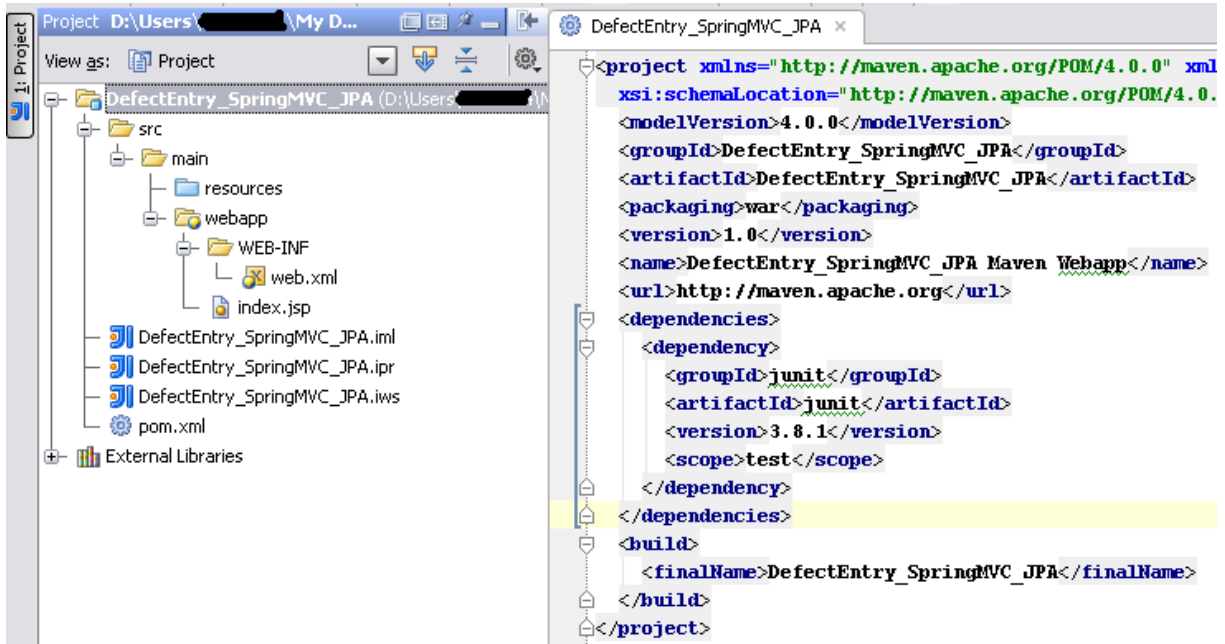 Project D:\Users\ \My D...
DefectEntry_SpringMVC_JPA
1: Project
View as: Project
DefectEntry_SpringMVC_JPA (D:\Users \M
src
main
resources
webapp
WEB-INF
web.xml
index.jsp
DefectEntry_SpringMVC_JPA.iml
DefectEntry_SpringMVC_JPA.ipr
DefectEntry_SpringMVC_JPA.iws
pom.xml
External Libraries
<project xmlns="http://maven.apache.org/POM/4.0.0" xml
xsi:schemaLocation="http://maven.apache.org/POM/4.0.
<modelVersion>4.0.0</modelVersion>
<groupId>DefectEntry_SpringMVC_JPA</groupId>
<artifactId>DefectEntry_SpringMVC_JPA</artifactId>
<packaging>war</packaging>
<version>1.0</version>
<name>DefectEntry_SpringMVC_JPA Maven Webapp</name>
<url>http://maven.apache.org</url>
<dependencies>
<dependency>
<groupId>junit</groupId>
<artifactId>junit</artifactId>
<version>3.8.1</version>
<scope>test</scope>
</dependency>
</dependencies>
<build>
<finalName>DefectEntry_SpringMVC_JPA</finalName>
</build>
</project>